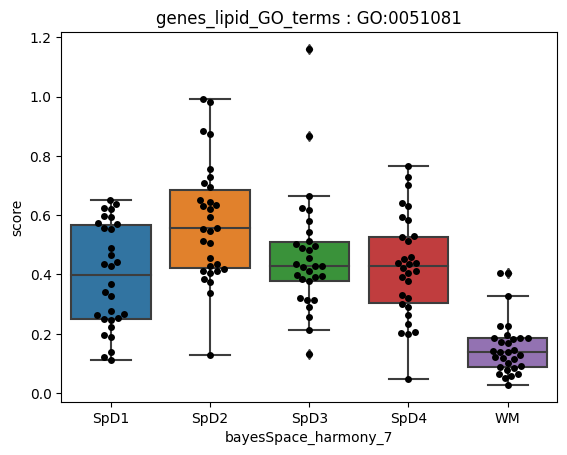 genes_lipid_GO_terms : GO:0051081
1.2
1.0
0.8
0.6
0.4
0.2
0.0
score
SpD1 SpD2 SpD3 SpD4 WM
bayesSpace_harmony_7